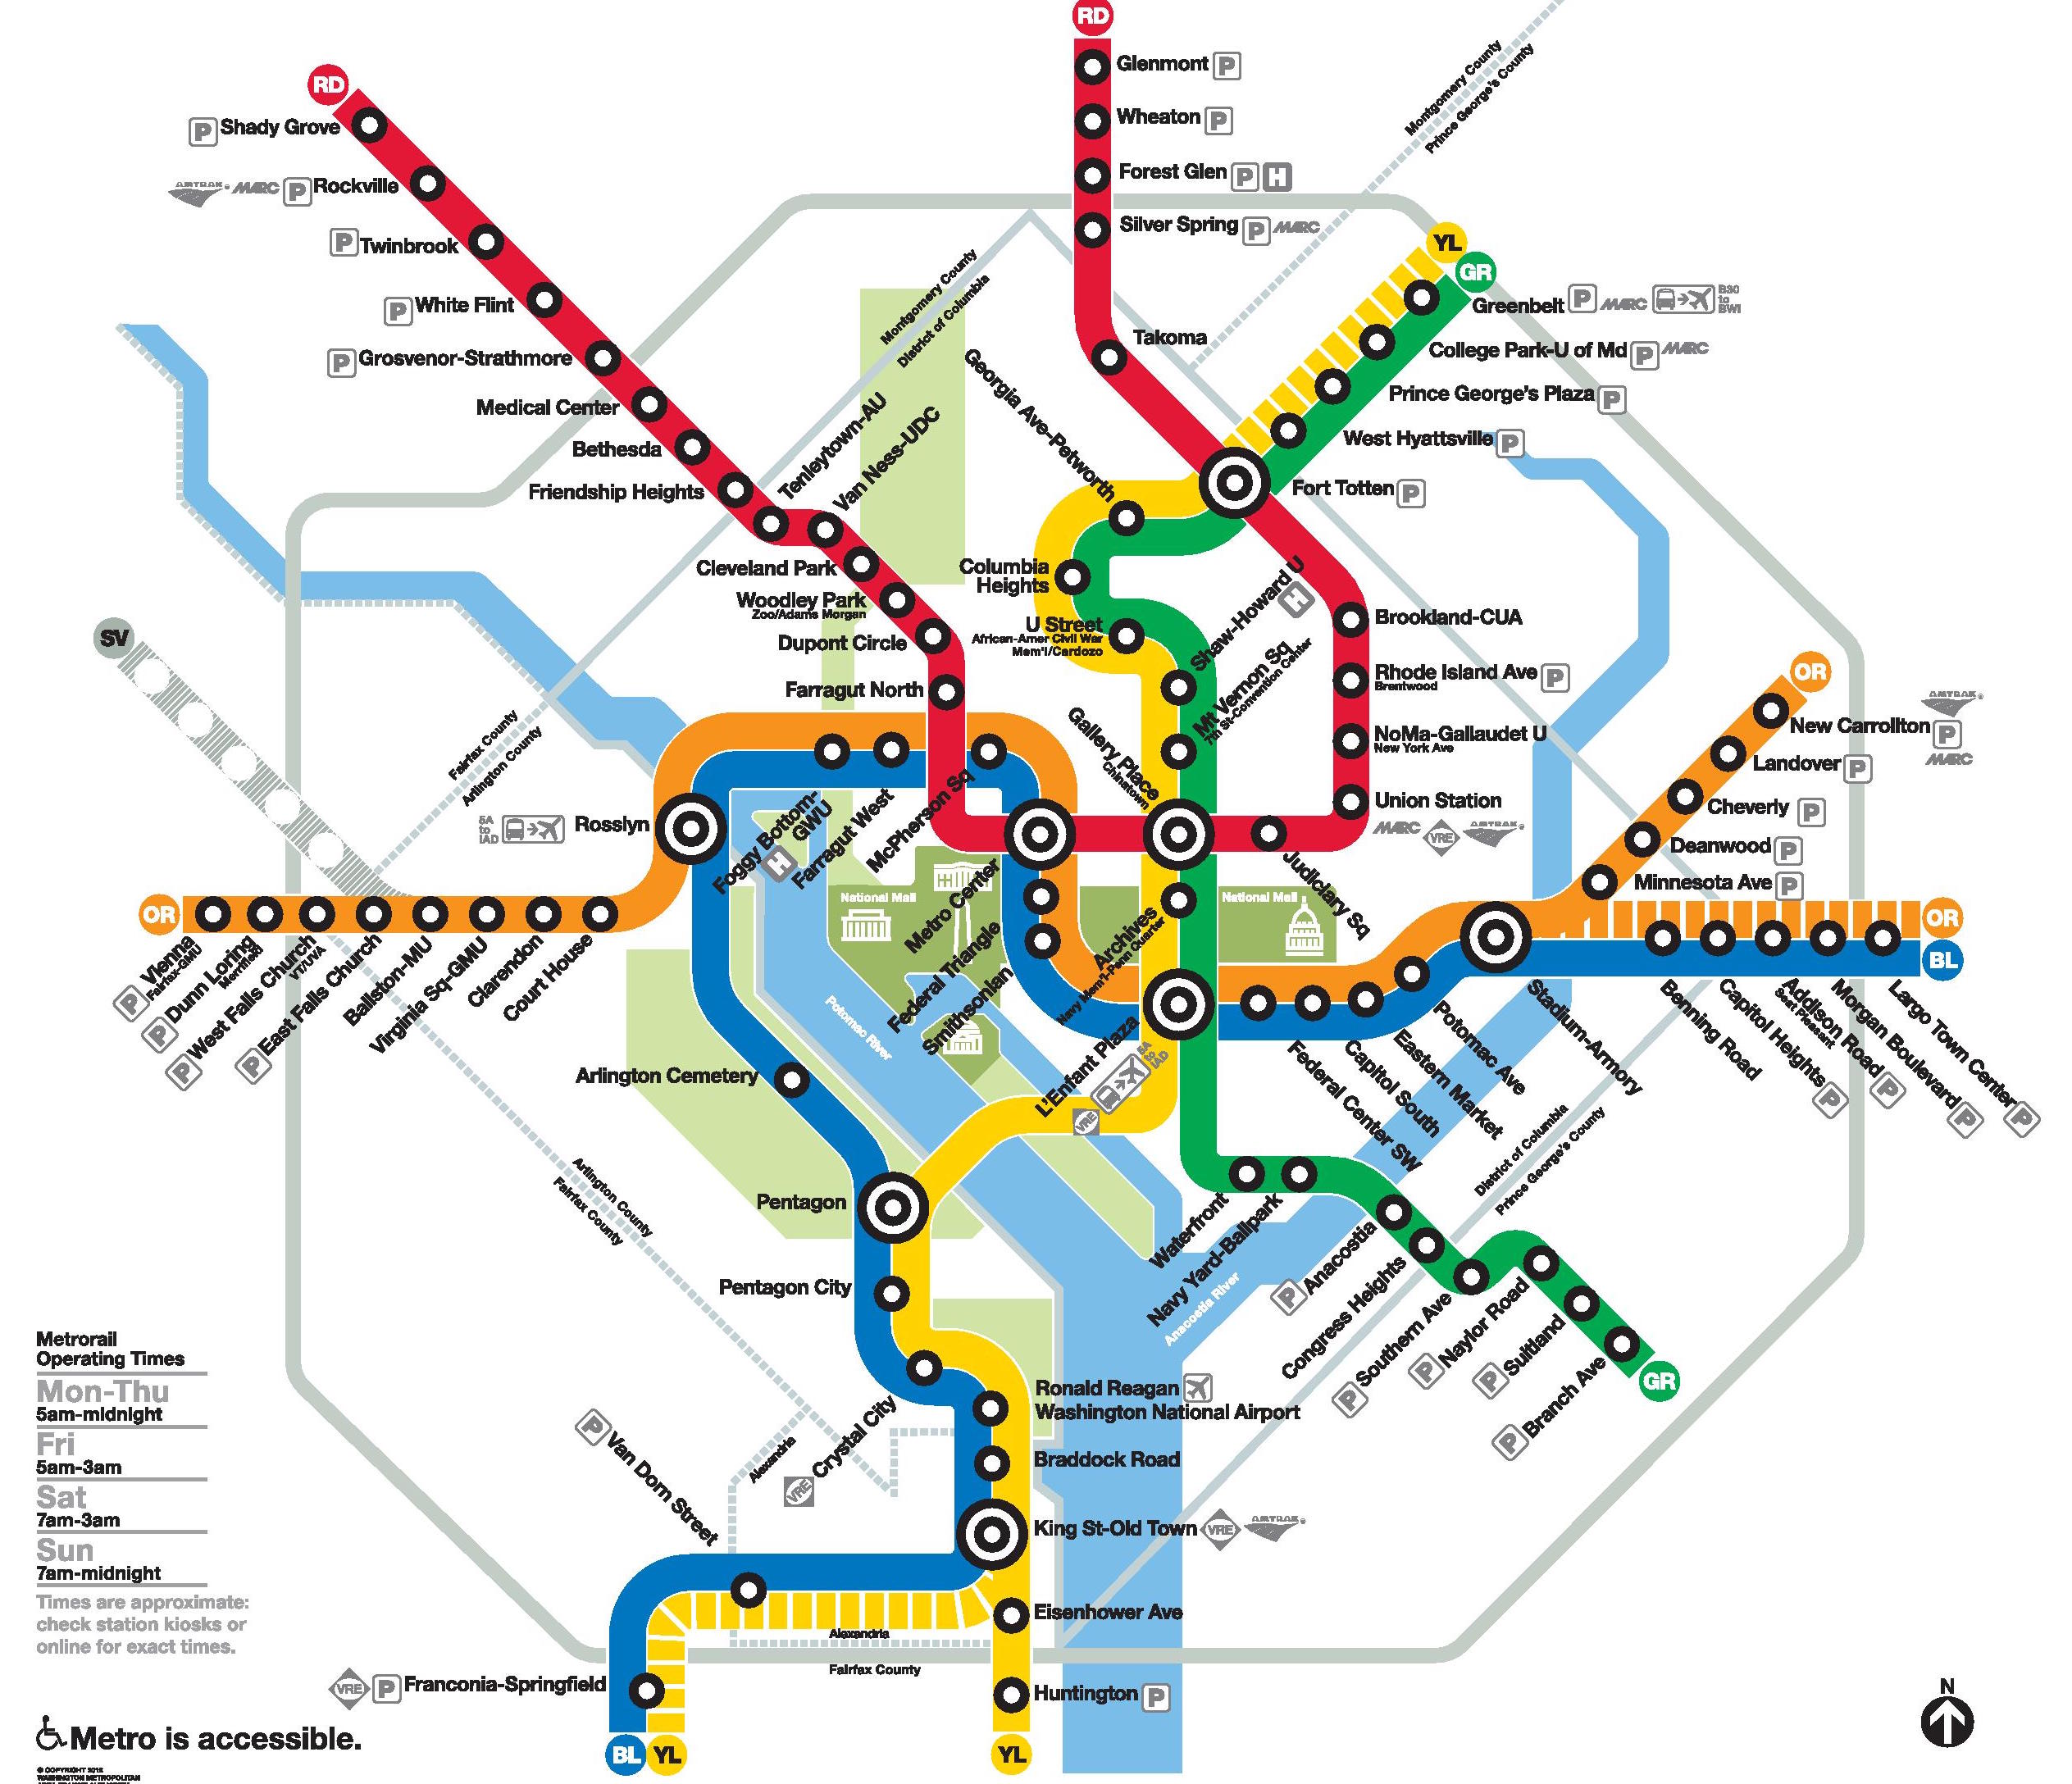 RD
Glenmont P
Wheaton P
Forest Glen P H
Silver Spring P MARC
Takoma
RD
P Shady Grove
AMTRAK MARC P Rockville
P Twinbrook
P White Flint
P Grosvenor-Strathmore
Medical Center
Bethesda
Friendship Heights
Tenleytown-AU
Van Ness-UDC
Cleveland Park
Woodley Park
Zoo/Adams Morgan
Dupont Circle
Farragut North
Montgomery County
Prince George's County
Montgomery County
District of Columbia
YL
GR
Greenbelt P MARC B30
to
BWI
College Park-U of Md P MARC
Prince George's Plaza P
West Hyattsville P
Fort Totten P
Georgia Ave-Petworth
Columbia
Heights
U Street
African-Amer Civil War
Mem'l/Cardozo
Shaw-Howard U
H
Mt Vernon Sq
7th St-Convention Center
Gallery Place
Chinatown
Brookland-CUA
Rhode Island Ave P
Brentwood
NoMa-Gallaudet U
New York Ave
Union Station
MARC VRE AMTRAK
Judiciary Sq
OR
AMTRAK
New Carrollton P
MARC
Landover P
Cheverly P
Deanwood P
Minnesota Ave P
OR
BL
SV
Fairfax County
Arlington County
5A
to
IAD
Rosslyn
Foggy Bottom-
GWU
H
Farragut West
McPherson Sq
Metro Center
Federal Triangle
Smithsonian
National Mall
National Mall
Archives
Navy Mem'l-Penn Quarter
L'Enfant Plaza
5A
to
IAD
VRE
OR
P Vienna
Fairfax-GMU
P Dunn Loring
Merrifield
P West Falls Church
VT/UVA
P East Falls Church
Ballston-MU
Virginia Sq-GMU
Clarendon
Court House
Potomac River
Arlington Cemetery
Federal Center SW
Capitol South
Eastern Market
Potomac Ave
Stadium-Armory
Benning Road
Capitol Heights P
Addison Road P
Seat Pleasant
Morgan Boulevard P
Largo Town Center P
District of Columbia
Prince George's County
Arlington County
Fairfax County
Pentagon
Pentagon City
Waterfront
Navy Yard-Ballpark
Anacostia River
P Anacostia
Congress Heights
P Southern Ave
P Naylor Road
P Suitland
P Branch Ave
GR
VRE Crystal City
Ronald Reagan
Washington National Airport
Braddock Road
King St-Old Town VRE AMTRAK
P Van Dorn Street
Alexandria
Eisenhower Ave
Alexandria
Fairfax County
VRE P Franconia-Springfield
Huntington P
BL
YL
YL
N
Metrorail
Operating Times
Mon-Thu
5am-midnight
Fri
5am-3am
Sat
7am-3am
Sun
7am-midnight
Times are approximate:
check station kiosks or
online for exact times.
Metro is accessible.
© COPYRIGHT 2012
WASHINGTON METROPOLITAN